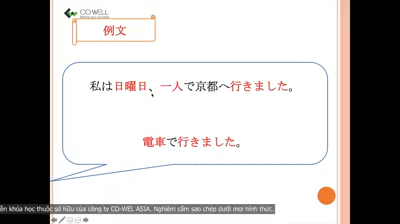 CO-WELL
例文
私は日曜日、一人で京都へ行きました。
電車で行きました。
ền khóa học thuộc sở hữu của công ty CO-WEL ASIA. Nghiêm cấm sao chép dưới mọi hình thức.